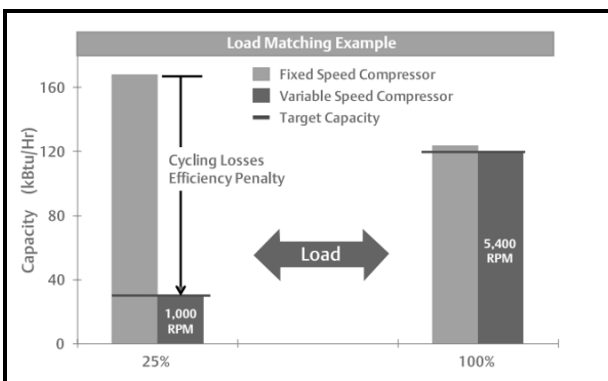 Load Matching Example
Fixed Speed Compressor
Variable Speed Compressor
Target Capacity
Capacity (kBtu/Hr)
160
120
80
40
0
Cycling Losses
Efficiency Penalty
Load
1,000
RPM
5,400
RPM
25%
100%